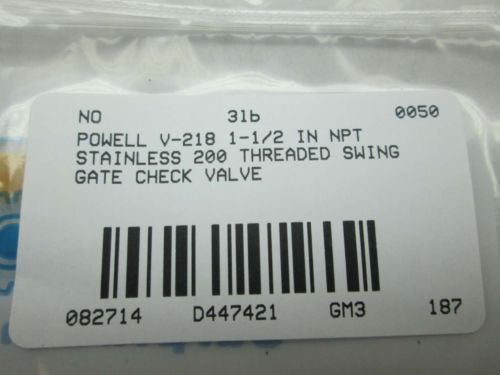 NO 3lb 0050
POWELL V-218 1-1/2 IN NPT
STAINLESS 200 THREADED SWING
GATE CHECK VALVE
082714 D447421 GM3 187